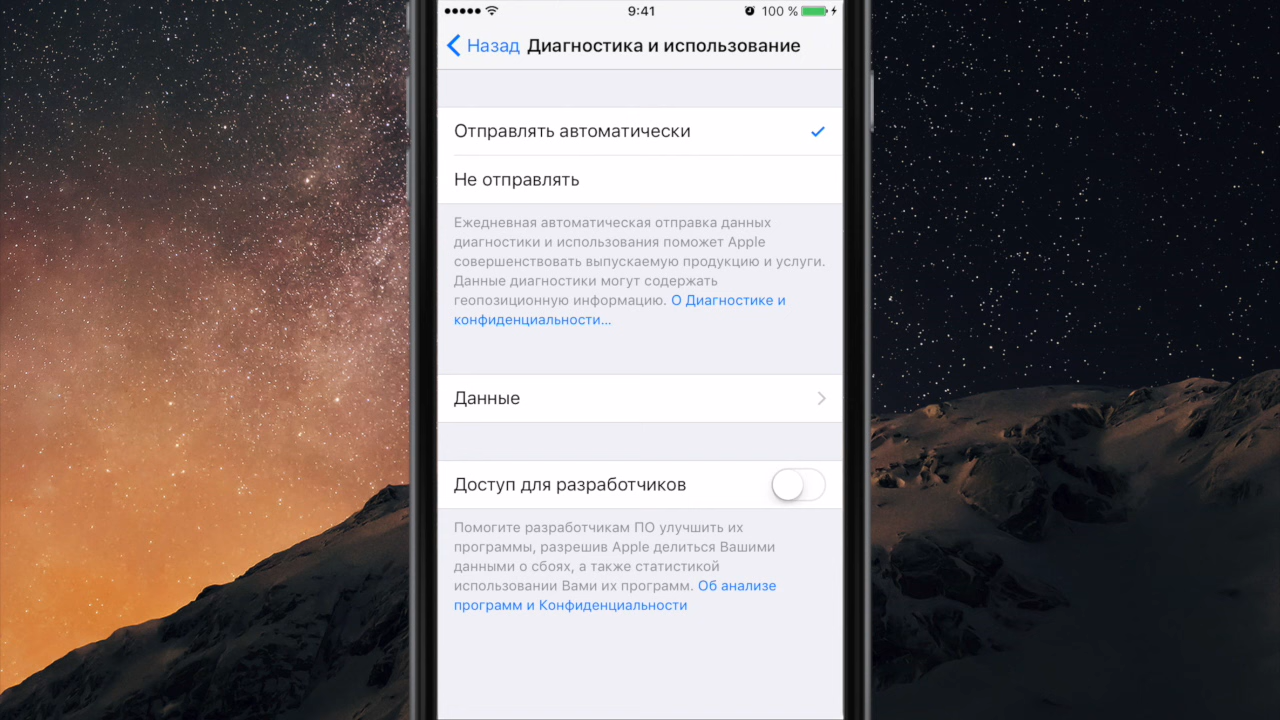 9:41 100 %
Назад Диагностика и использование
Отправлять автоматически
Не отправлять
Ежедневная автоматическая отправка данных
диагностики и использования поможет Apple
совершенствовать выпускаемую продукцию и услуги.
Данные диагностики могут содержать
геопозиционную информацию. О Диагностике и
конфиденциальности...
Данные
Доступ для разработчиков
Помогите разработчикам ПО улучшить их
программы, разрешив Apple делиться Вашими
данными о сбоях, а также статистикой
использовании Вами их программ. Об анализе
программ и Конфиденциальности